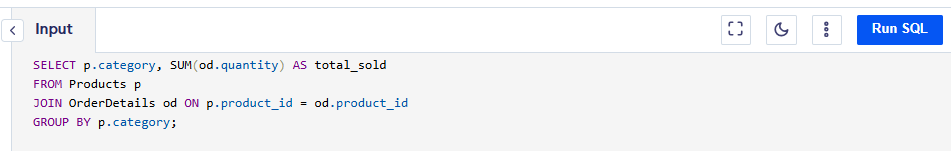 Input
Run SQL
SELECT p.category, SUM(od.quantity) AS total_sold
FROM Products p
JOIN OrderDetails od ON p.product_id = od.product_id
GROUP BY p.category;